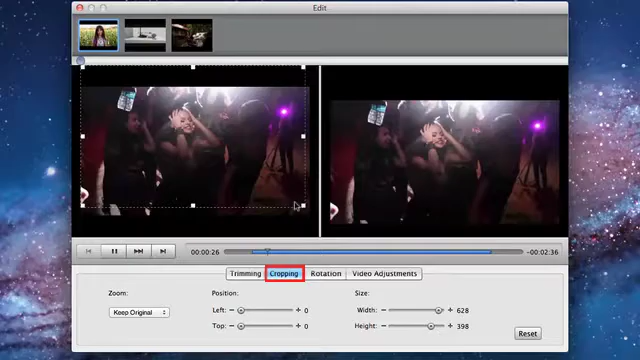 Edit
00:00:26
-00:02:36
Trimming Cropping Rotation Video Adjustments
Zoom: Position: Size:
Keep Original Left: 0 Width: 628
Top: 0 Height: 398
Reset